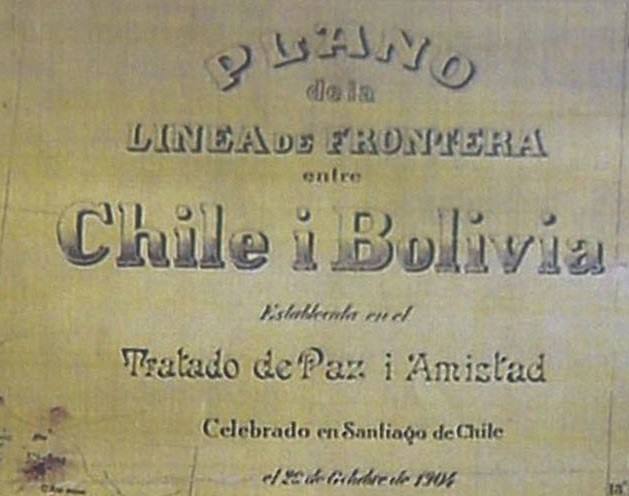 PLANO
de la
LINEA DE FRONTERA
entre
Chile i Bolivia
Establecida en el
Tratado de Paz i Amistad
Celebrado en Santiago de Chile
el 20 de Octubre de 1904